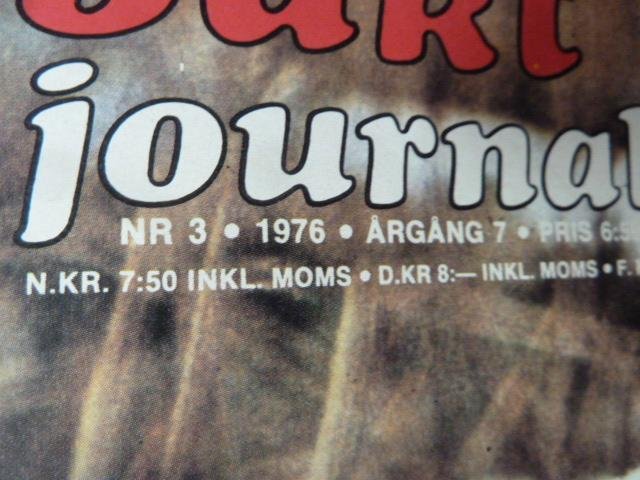 journal
NR 3 • 1976 • ÅRGÅNG 7 • PRIS
N.KR. 7:50 INKL. MOMS • D.KR 8:— INKL. MOMS •